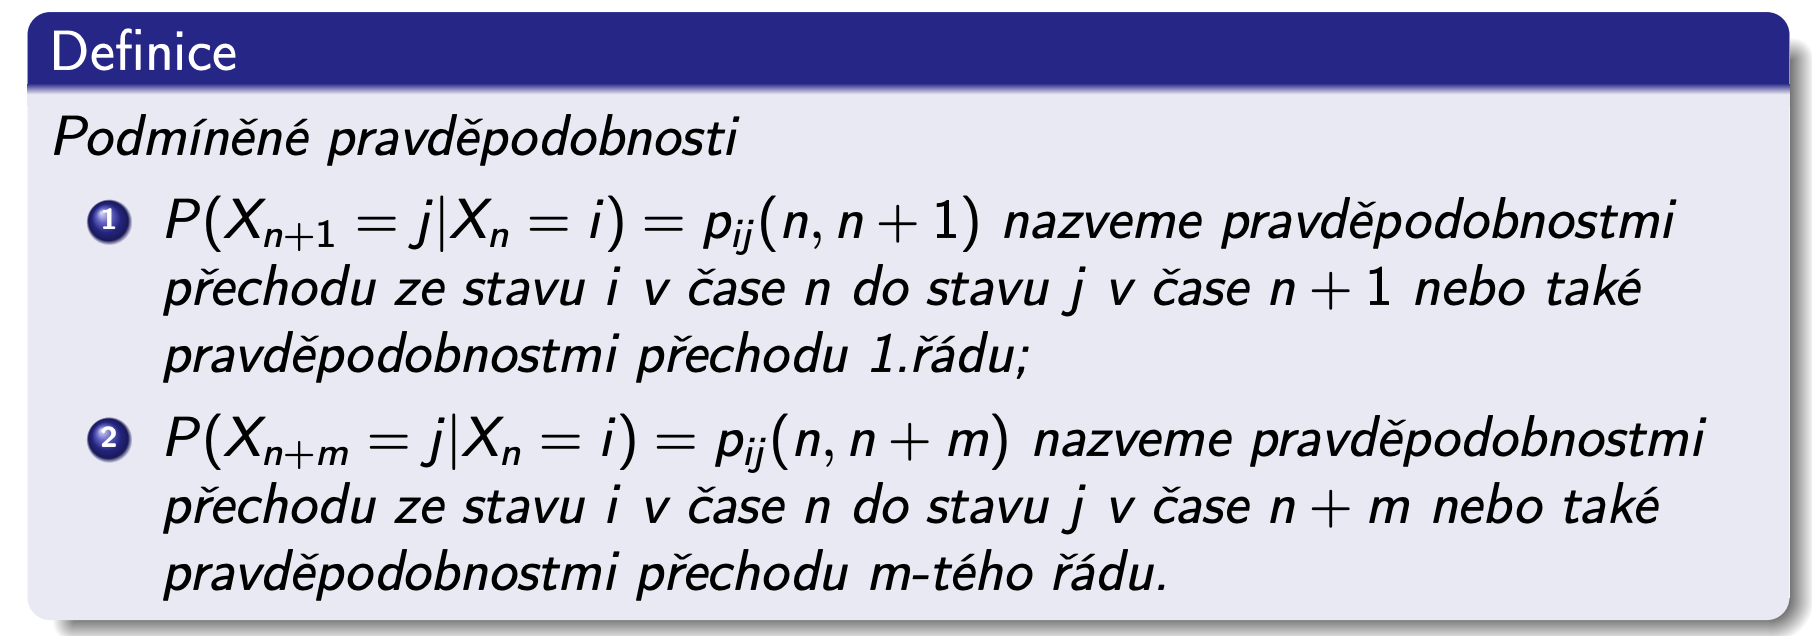 Definice
Podmíněné pravděpodobnosti
1 P(X_{n+1} = j|X_n = i) = p_{ij}(n, n + 1) nazveme pravděpodobnostmi
přechodu ze stavu i v čase n do stavu j v čase n + 1 nebo také
pravděpodobnostmi přechodu 1.řádu;
2 P(X_{n+m} = j|X_n = i) = p_{ij}(n, n + m) nazveme pravděpodobnostmi
přechodu ze stavu i v čase n do stavu j v čase n + m nebo také
pravděpodobnostmi přechodu m-tého řádu.